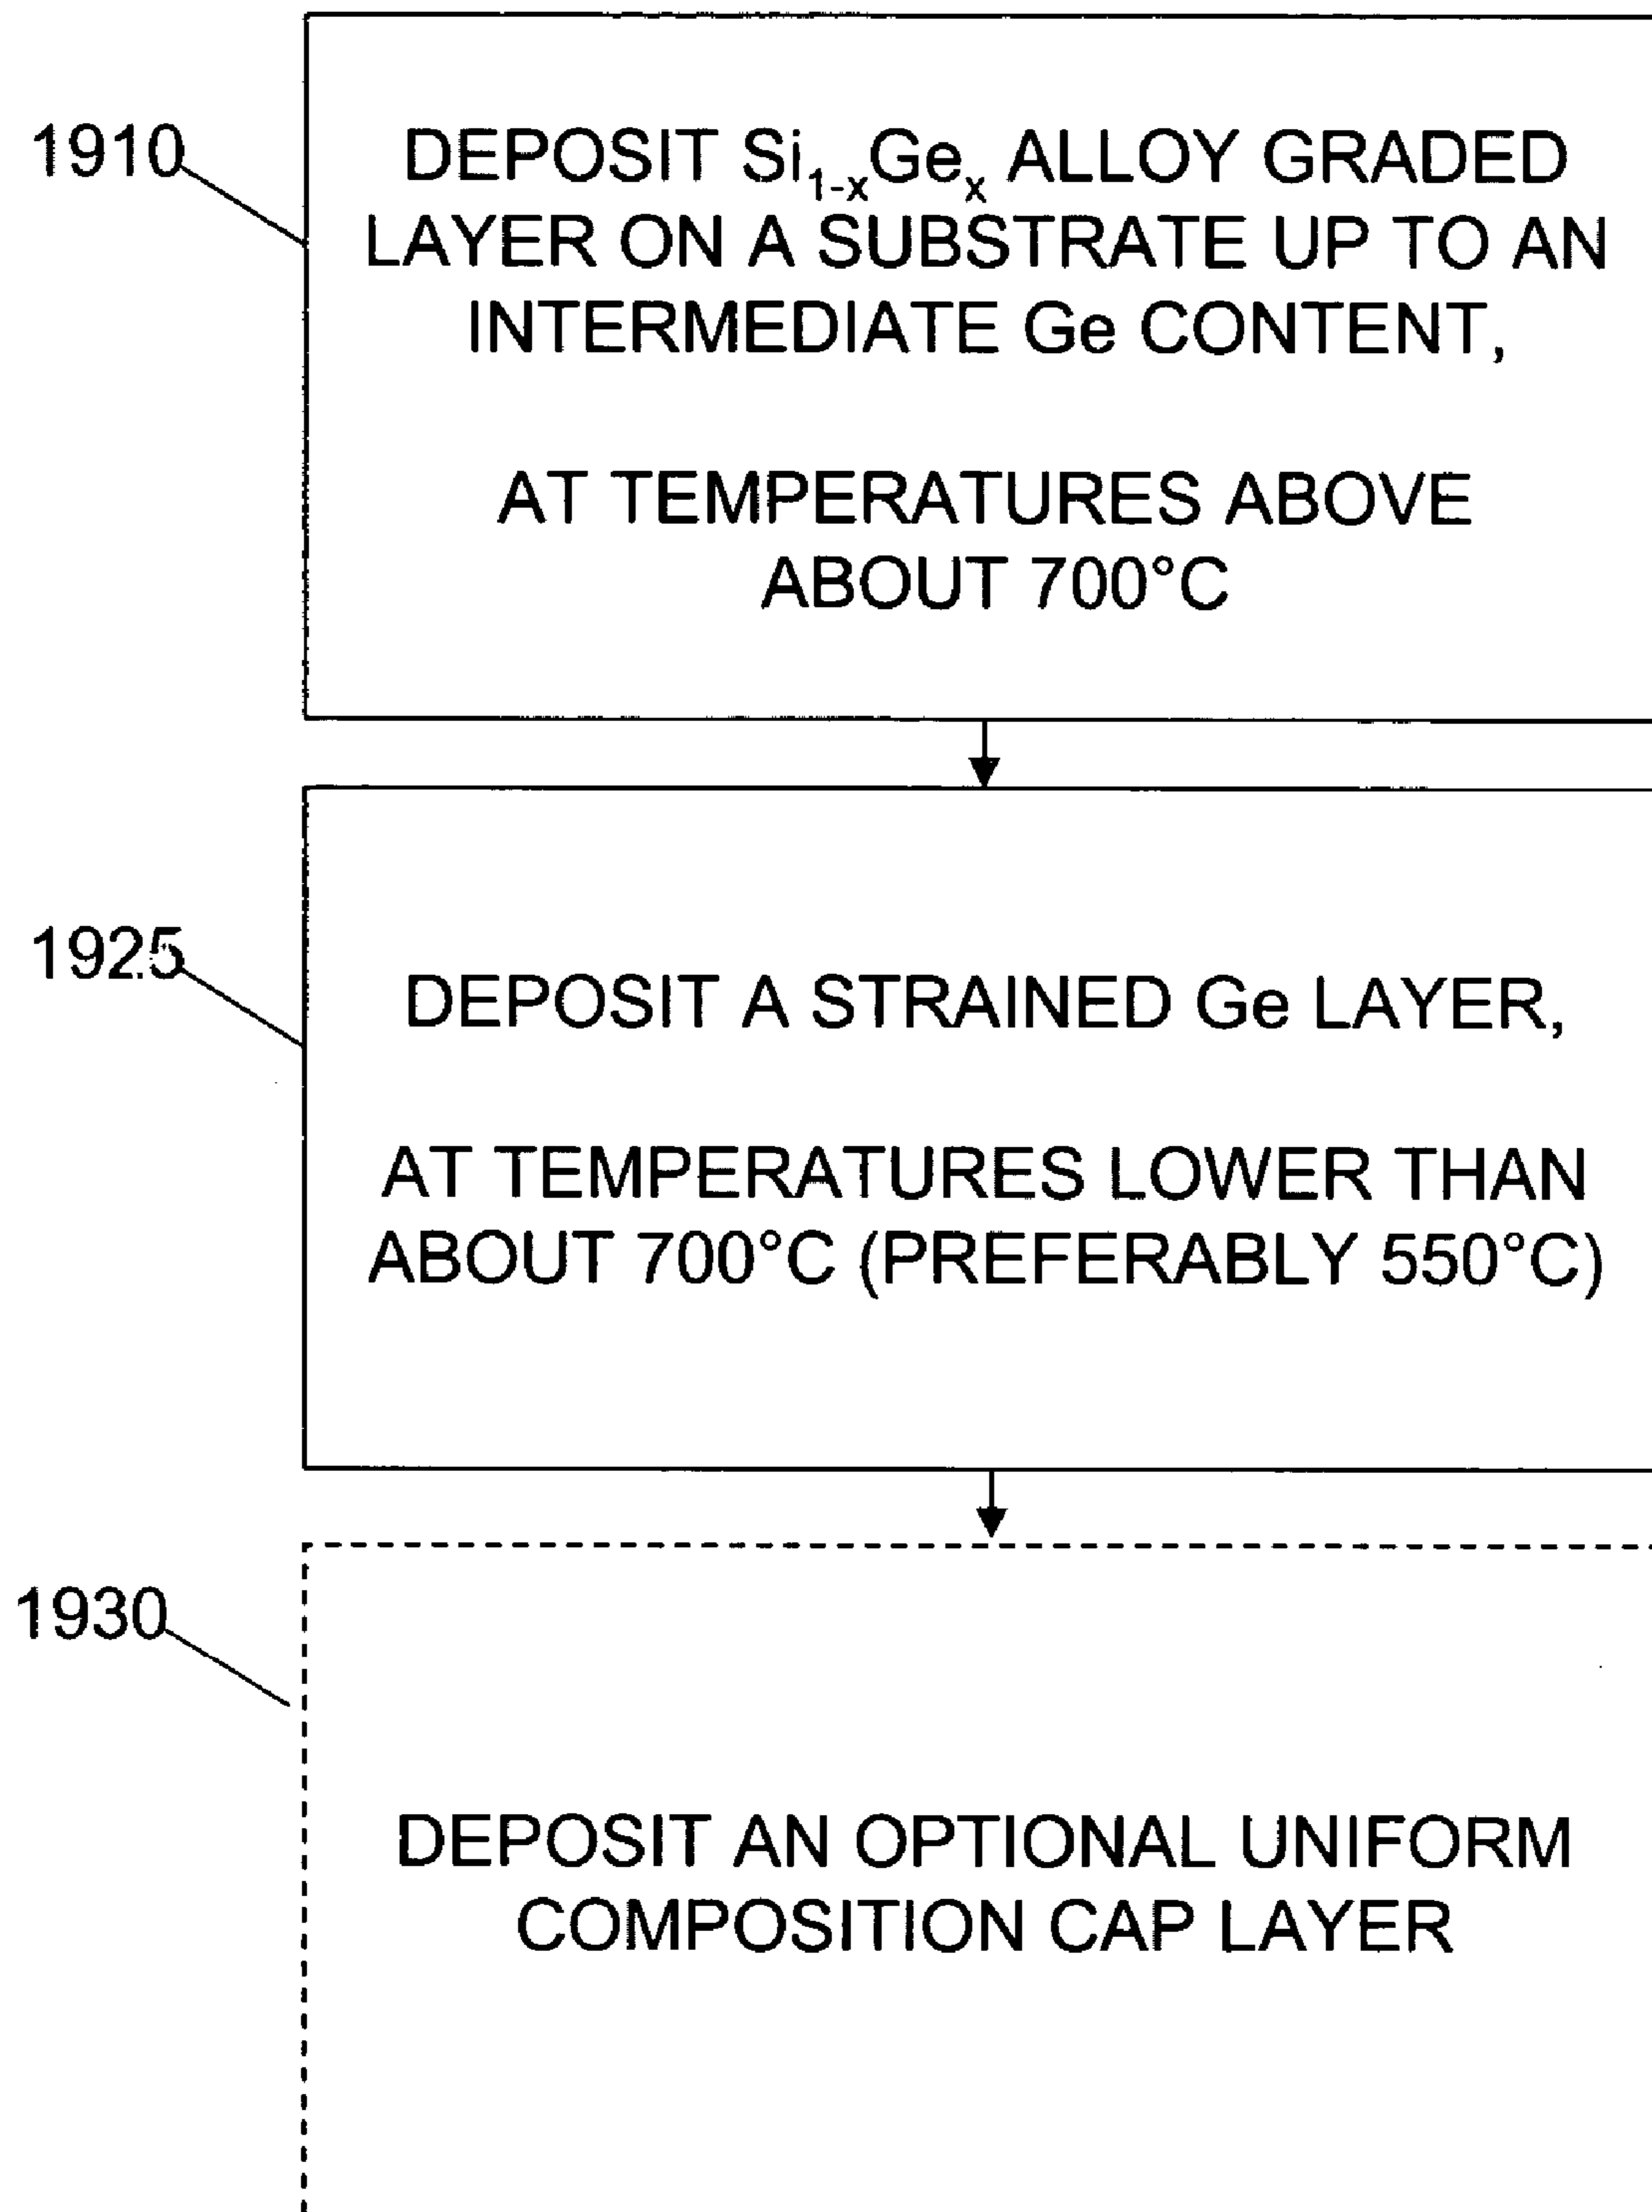 1910
DEPOSIT Si1-xGex ALLOY GRADED
LAYER ON A SUBSTRATE UP TO AN
INTERMEDIATE Ge CONTENT,
AT TEMPERATURES ABOVE
ABOUT 700°C
1925
DEPOSIT A STRAINED Ge LAYER,
AT TEMPERATURES LOWER THAN
ABOUT 700°C (PREFERABLY 550°C)
1930
DEPOSIT AN OPTIONAL UNIFORM
COMPOSITION CAP LAYER